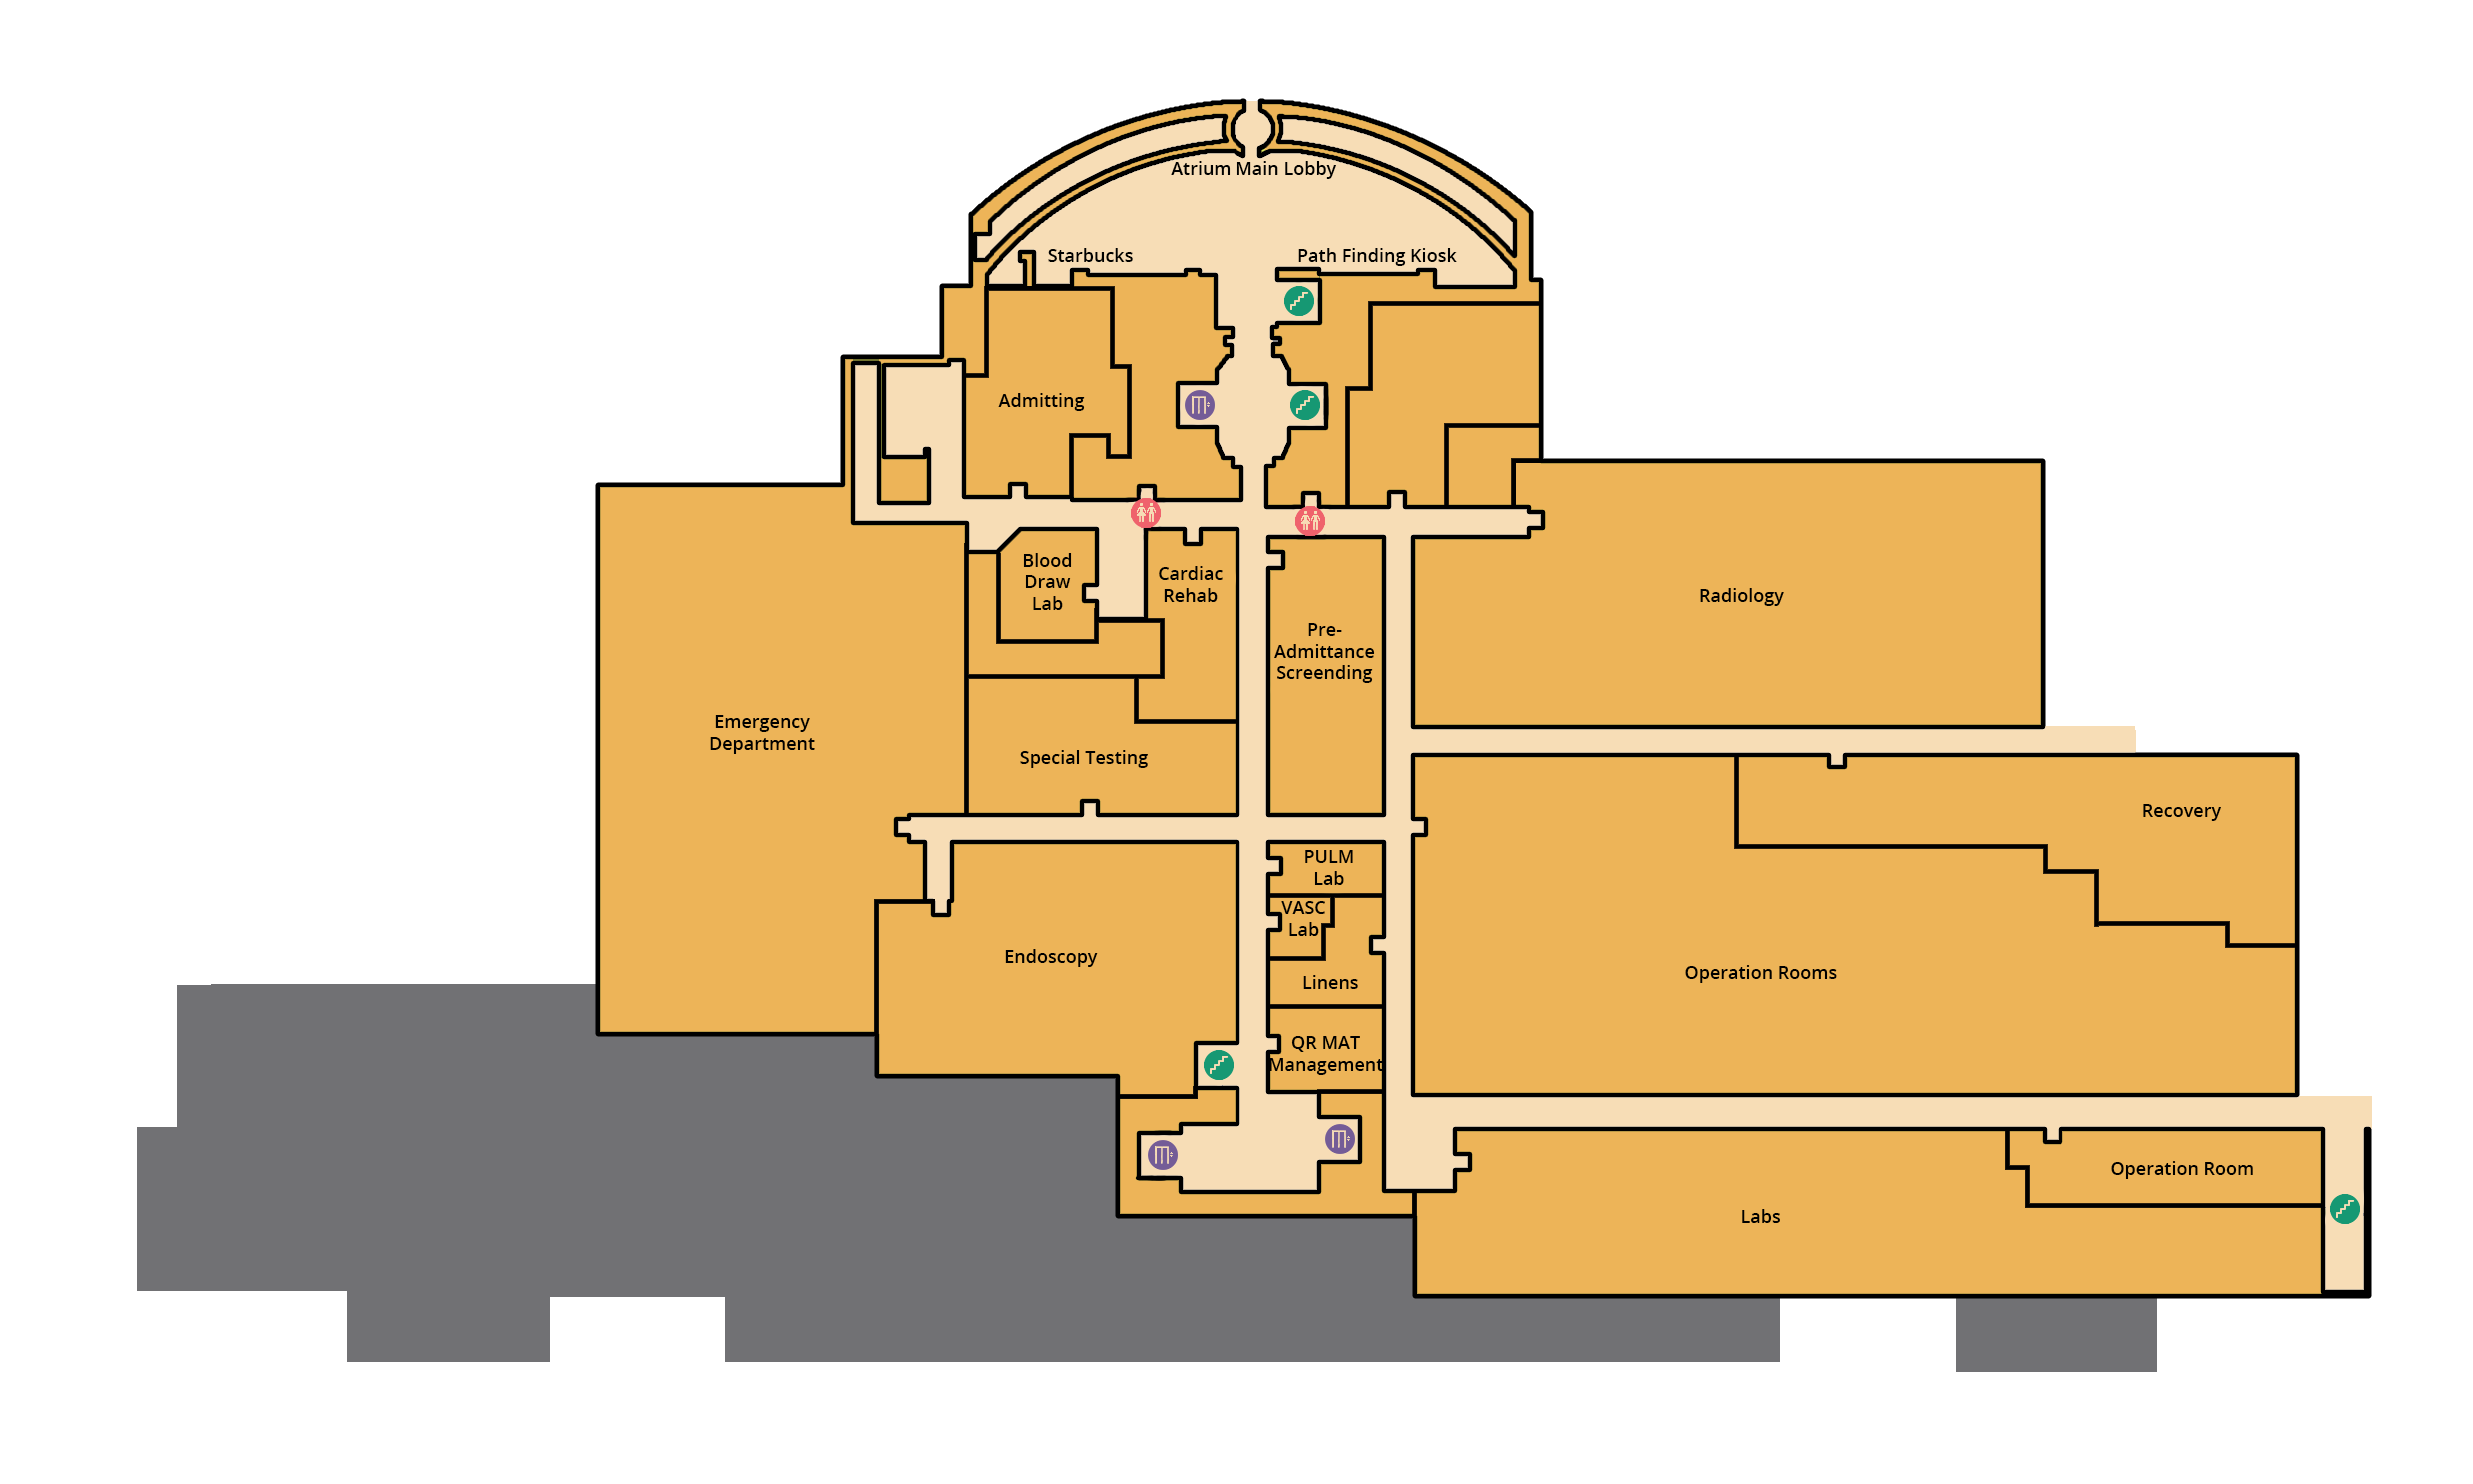 Atrium Main Lobby
Starbucks
Path Finding Kiosk
Admitting
Blood
Draw
Lab
Cardiac
Rehab
Pre-
Admittance
Screending
Radiology
Emergency
Department
Special Testing
Recovery
PULM
Lab
VASC
Lab
Endoscopy
Linens
Operation Rooms
QR MAT
Management
Operation Room
Labs